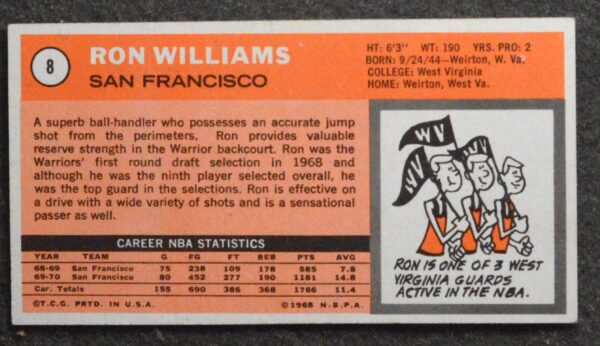 8
RON WILLIAMS
SAN FRANCISCO
HT: 6'3" WT: 190 YRS. PRO: 2
BORN: 9/24/44—Weirton, W. Va.
COLLEGE: West Virginia
HOME: Weirton, West Va.
A superb ball-handler who possesses an accurate jump
shot from the perimeters. Ron provides valuable
reserve strength in the Warrior backcourt. Ron was the
Warriors' first round draft selection in 1968 and
although he was the ninth player selected overall, he
was the top guard in the selections. Ron is effective on
a drive with a wide variety of shots and is a sensational
passer as well.
CAREER NBA STATISTICS
YEAR TEAM G FG FT REB PTS AVG
68-69 San Francisco 75 238 109 178 585 7.8
69-70 San Francisco 80 452 277 190 1181 14.8
Car. Totals 155 690 386 368 1766 11.4
©T.C.G. PRTD. IN U.S.A. ©1968 N.B.P.A.
WV
WV
WV
RON IS ONE OF 3 WEST
VIRGINIA GUARDS
ACTIVE IN THE NBA.